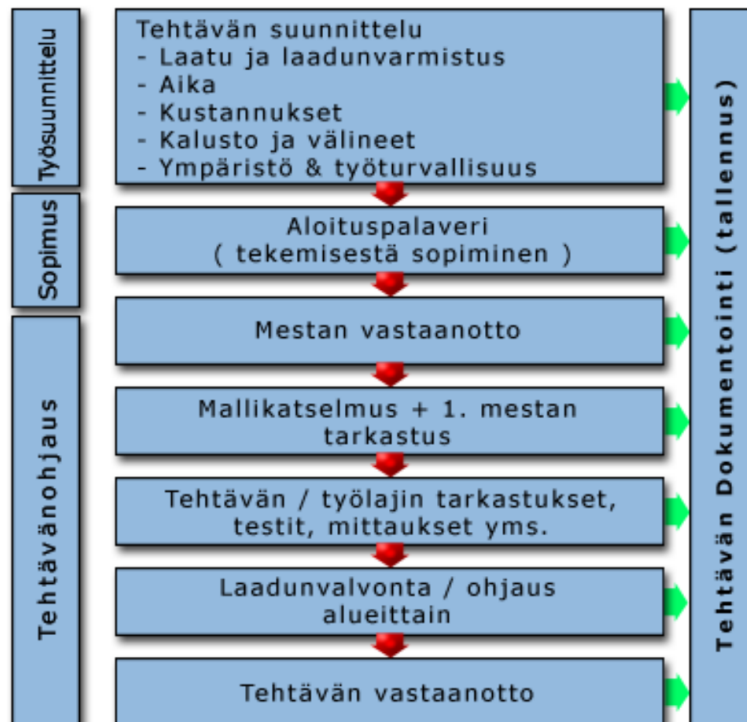 Työsuunnittelu
Tehtävän suunnittelu
- Laatu ja laadunvarmistus
- Aika
- Kustannukset
- Kalusto ja välineet
- Ympäristö & työturvallisuus
Sopimus
Aloituspalaveri
( tekemisestä sopiminen )
Tehtävänohjaus
Mestan vastaanotto
Mallikatselmus + 1. mestan
tarkastus
Tehtävän / työlajin tarkastukset,
testit, mittaukset yms.
Laadunvalvonta / ohjaus
alueittain
Tehtävän vastaanotto
Tehtävän Dokumentointi (tallennus)